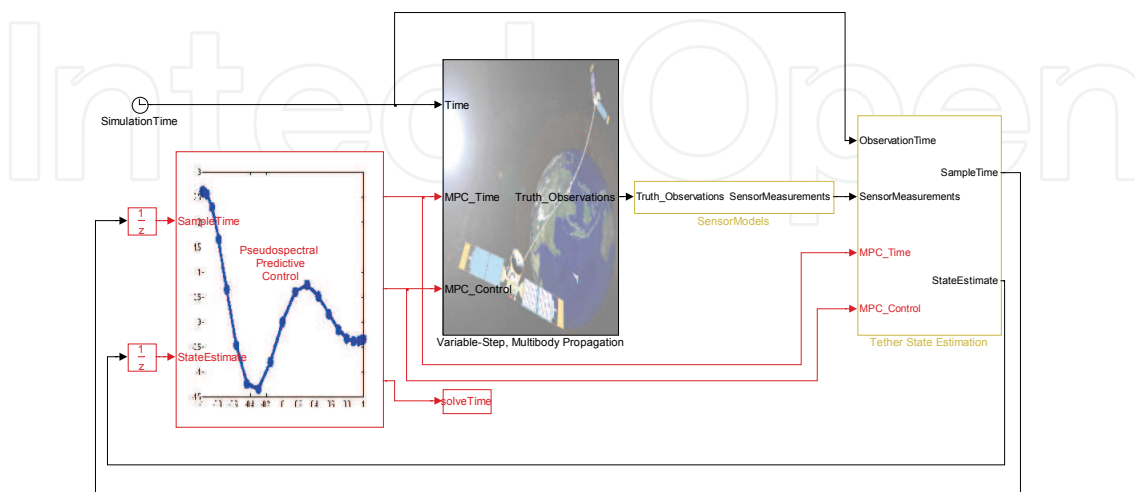 IntechOpen
SimulationTime
Time
ObservationTime
SampleTime
MPC_Time
Truth_Observations
Truth_Observations SensorMeasurements
SensorMeasurements
SensorModels
1
z
SampleTime
Pseudospectral
Predictive
Control
MPC_Time
StateEstimate
MPC_Control
MPC_Control
Variable-Step, Multibody Propagation
Tether State Estimation
1
z
StateEstimate
solveTime